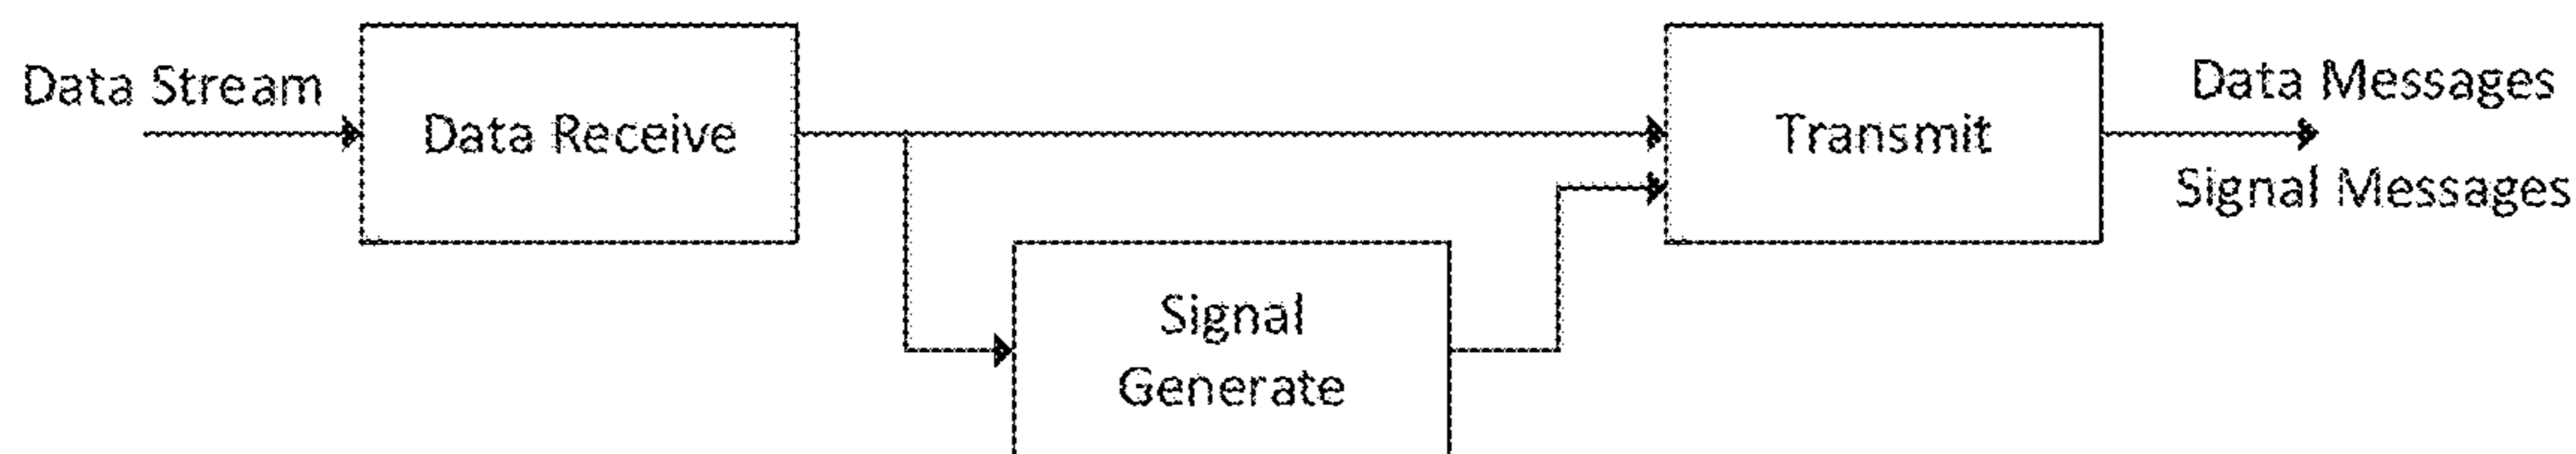 Data Stream
Data Receive
Transmit
Data Messages
Signal Messages
Signal
Generate